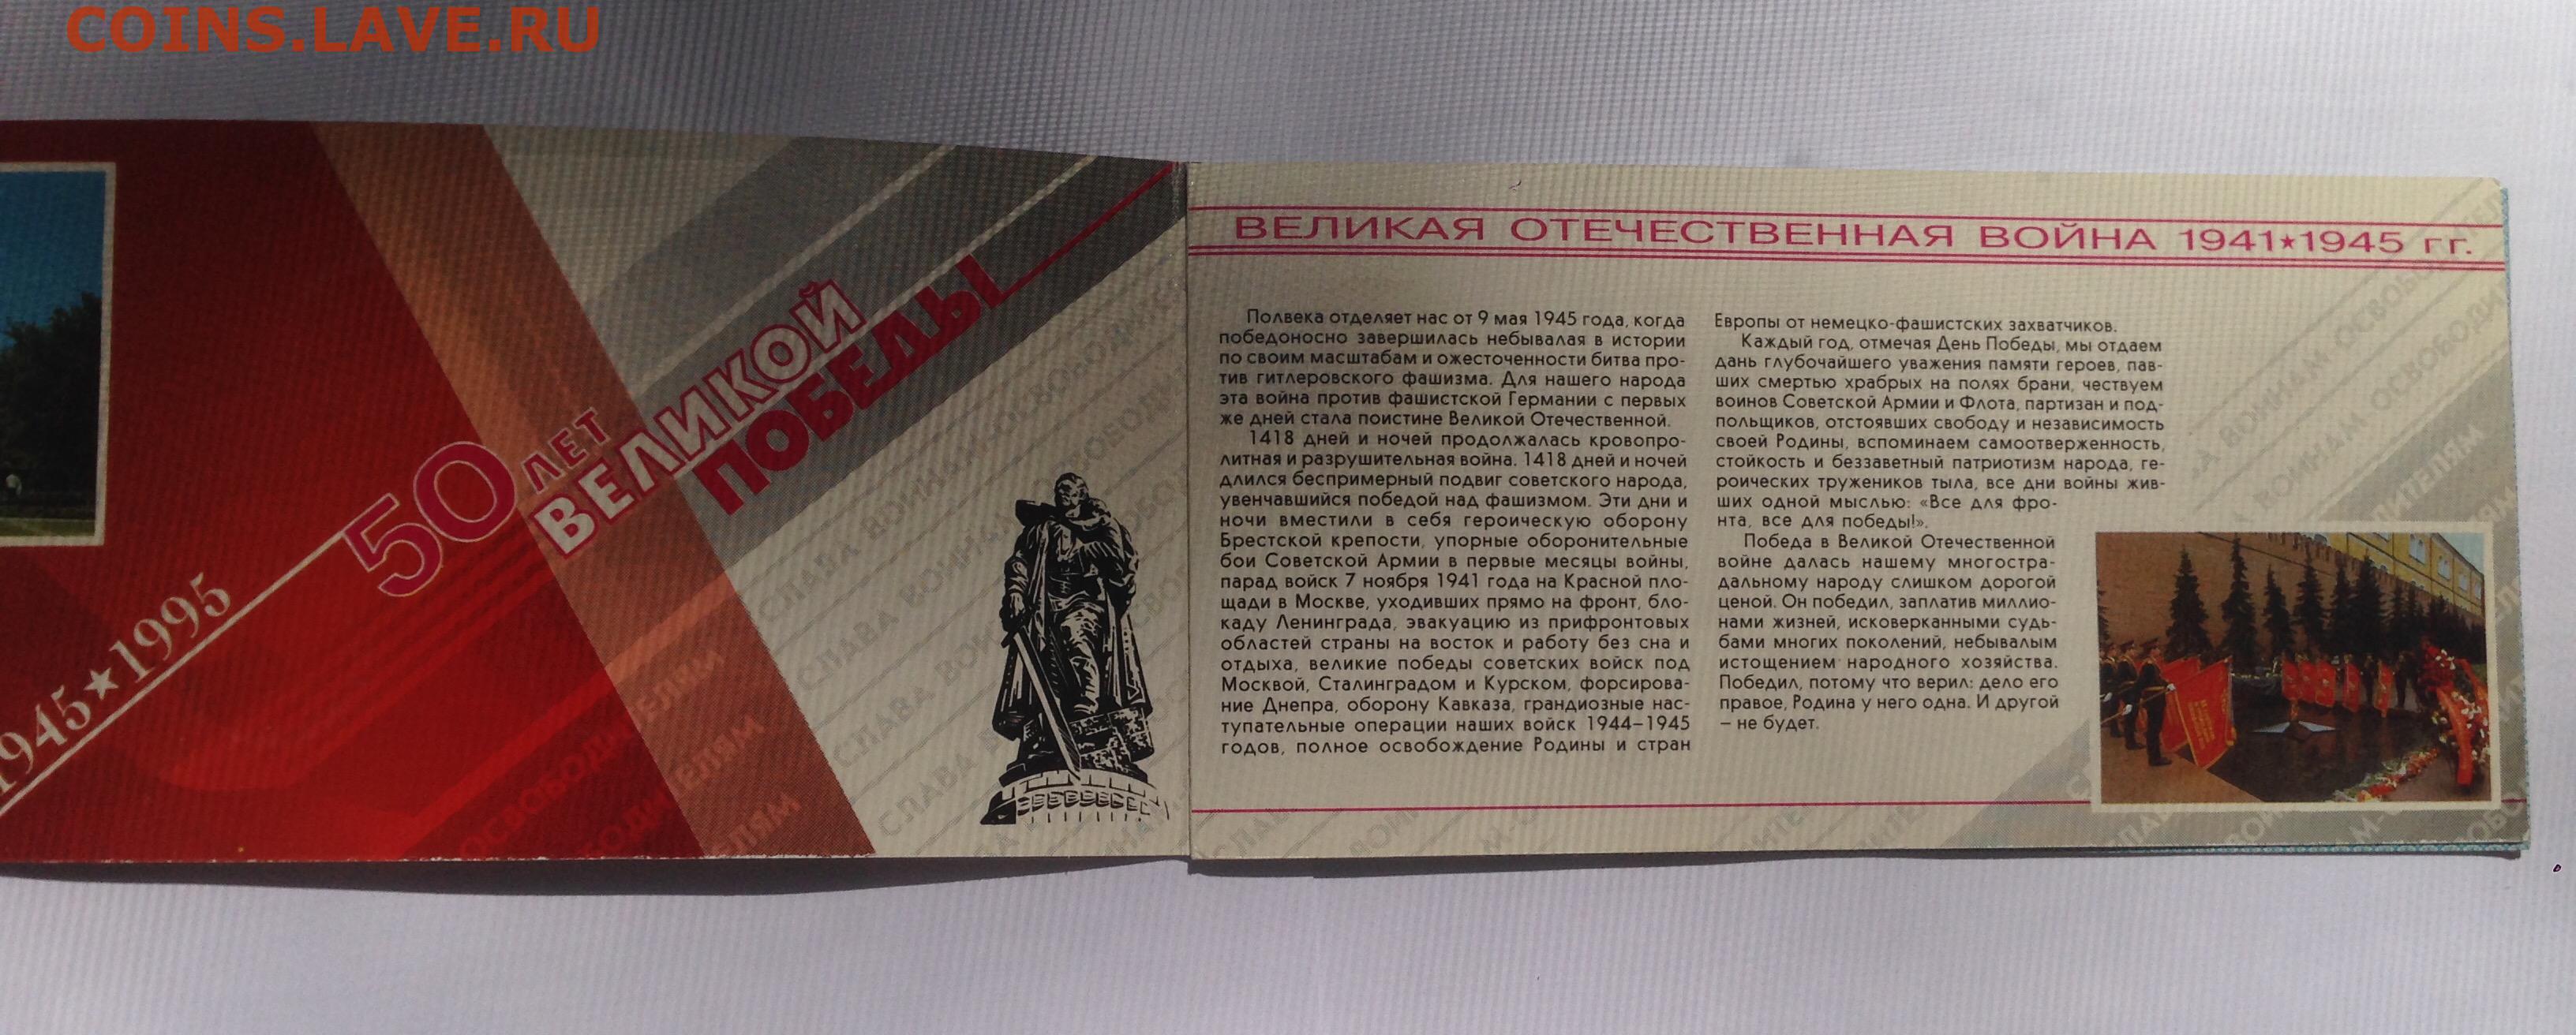 COINS.LAVE.RU
1945★1995
50 ЛЕТ
ВЕЛИКОЙ
ПОБЕДЫ
ВЕЛИКАЯ ОТЕЧЕСТВЕННАЯ ВОЙНА 1941★1945 гг.
Полвека отделяет нас от 9 мая 1945 года, когда
победоносно завершилась небывалая в истории
по своим масштабам и ожесточенности битва про-
тив гитлеровского фашизма. Для нашего народа
эта война против фашистской Германии с первых
же дней стала поистине Великой Отечественной.
1418 дней и ночей продолжалась кровопро-
литная и разрушительная война. 1418 дней и ночей
длился беспримерный подвиг советского народа,
увенчавшийся победой над фашизмом. Эти дни и
ночи вместили в себя героическую оборону
Брестской крепости, упорные оборонительные
бои Советской Армии в первые месяцы войны,
парад войск 7 ноября 1941 года на Красной пло-
щади в Москве, уходивших прямо на фронт, бло-
каду Ленинграда, эвакуацию из прифронтовых
областей страны на восток и работу без сна и
отдыха, великие победы советских войск под
Москвой, Сталинградом и Курском, форсирова-
ние Днепра, оборону Кавказа, грандиозные нас-
тупательные операции наших войск 1944–1945
годов, полное освобождение Родины и стран
Европы от немецко-фашистских захватчиков.
Каждый год, отмечая День Победы, мы отдаем
дань глубочайшего уважения памяти героев, пав-
ших смертью храбрых на полях брани, чествуем
воинов Советской Армии и Флота, партизан и под-
польщиков, отстоявших свободу и независимость
своей Родины, вспоминаем самоотверженность,
стойкость и беззаветный патриотизм народа, ге-
роических тружеников тыла, все дни войны жив-
ших одной мыслью: «Все для фро-
нта, все для победы!».
Победа в Великой Отечественной
войне далась нашему многостра-
дальному народу слишком дорогой
ценой. Он победил, заплатив миллио-
нами жизней, исковерканными судь-
бами многих поколений, небывалым
истощением народного хозяйства.
Победил, потому что верил: дело его
правое, Родина у него одна. И другой
– не будет.